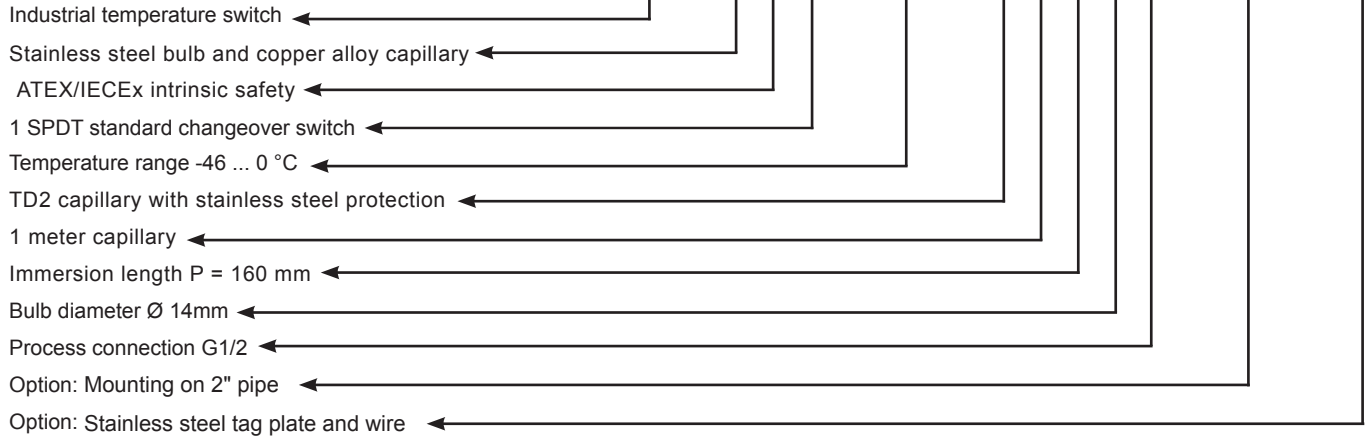 Industrial temperature switch
Stainless steel bulb and copper alloy capillary
ATEX/IECEx intrinsic safety
1 SPDT standard changeover switch
Temperature range -46 ... 0 °C
TD2 capillary with stainless steel protection
1 meter capillary
Immersion length P = 160 mm
Bulb diameter Ø 14mm
Process connection G1/2
Option: Mounting on 2" pipe
Option: Stainless steel tag plate and wire